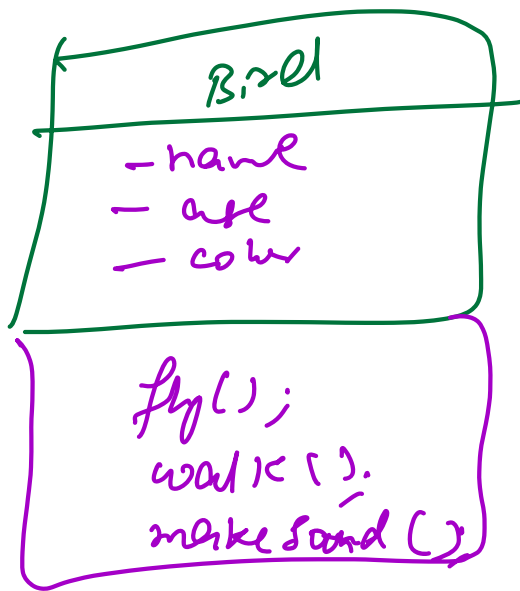 Bird
- name
- age
- color
fly();
walk();
makeSound();